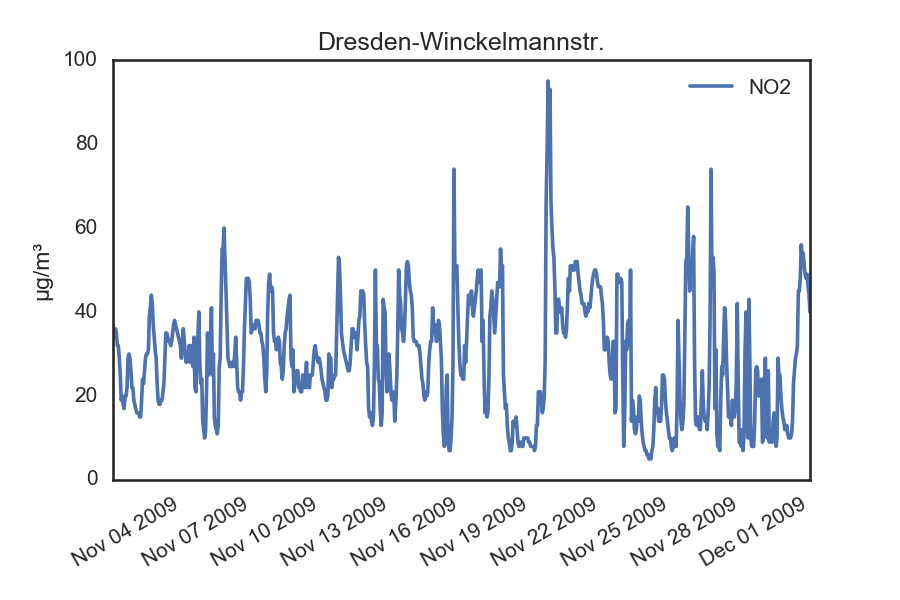 Dresden-Winckelmannstr.
100
80
60
40
20
0
µg/m³
NO2
Nov 04 2009
Nov 07 2009
Nov 10 2009
Nov 13 2009
Nov 16 2009
Nov 19 2009
Nov 22 2009
Nov 25 2009
Nov 28 2009
Dec 01 2009